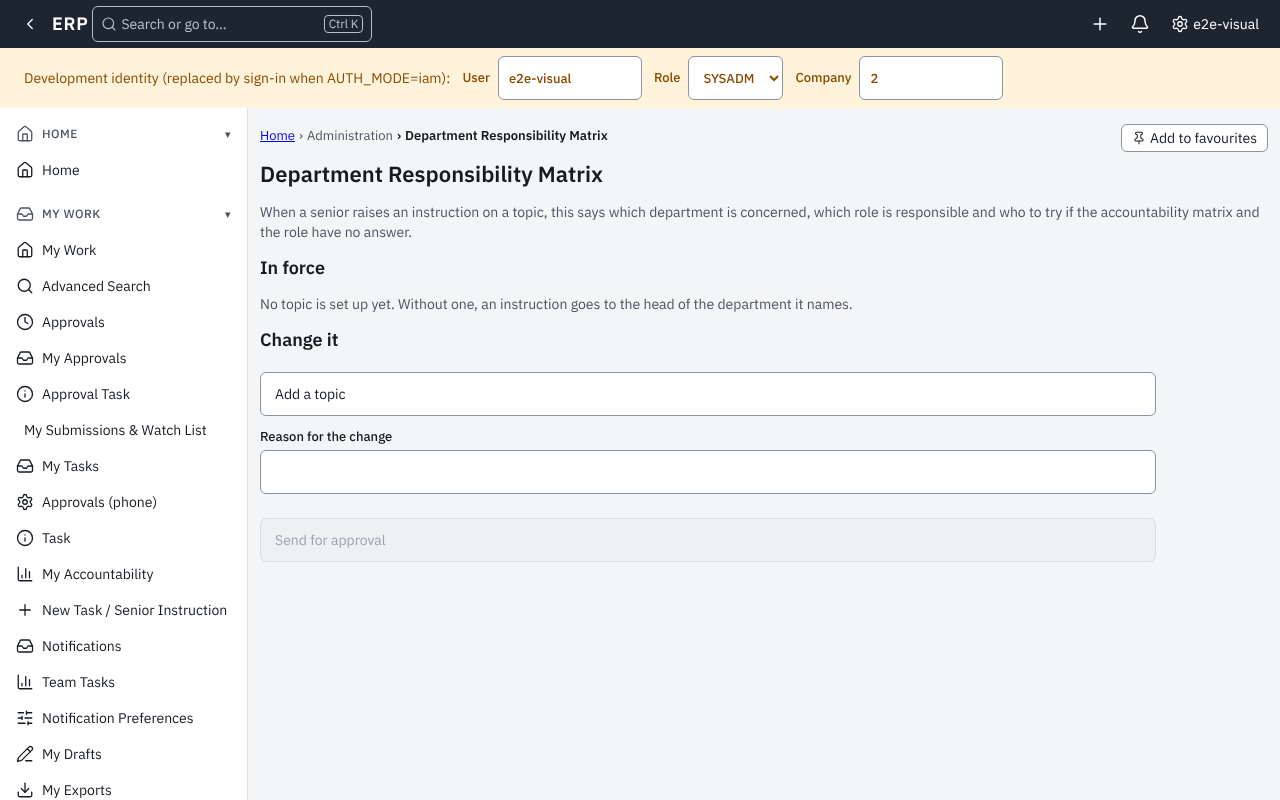 ERP
Search or go to...
Ctrl K
e2e-visual
Development identity (replaced by sign-in when AUTH_MODE=iam):
User
e2e-visual
Role
SYSADM
Company
2
HOME
Home
MY WORK
My Work
Advanced Search
Approvals
My Approvals
Approval Task
My Submissions & Watch List
My Tasks
Approvals (phone)
Task
My Accountability
New Task / Senior Instruction
Notifications
Team Tasks
Notification Preferences
My Drafts
My Exports
Home › Administration › Department Responsibility Matrix
Add to favourites
Department Responsibility Matrix
When a senior raises an instruction on a topic, this says which department is concerned, which role is responsible and who to try if the accountability matrix and
the role have no answer.
In force
No topic is set up yet. Without one, an instruction goes to the head of the department it names.
Change it
Add a topic
Reason for the change
Send for approval